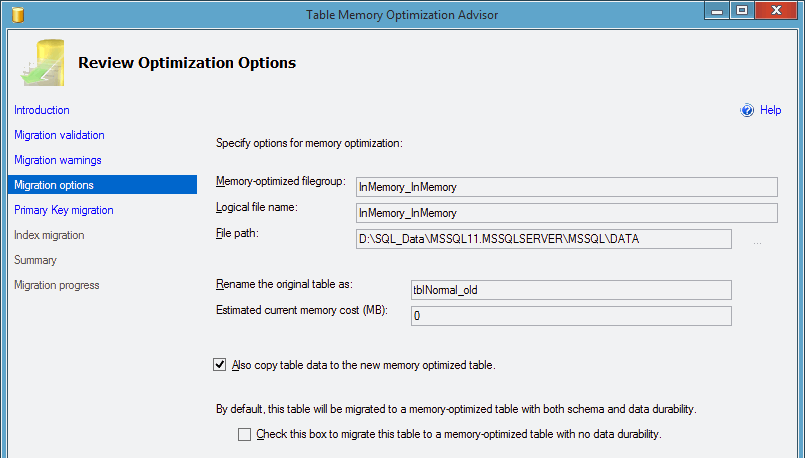 Table Memory Optimization Advisor
Review Optimization Options
Introduction
Help
Migration validation
Specify options for memory optimization:
Migration warnings
Migration options
Memory-optimized filegroup: InMemory_InMemory
Primary Key migration
Logical file name: InMemory_InMemory
Index migration
File path: D:\SQL_Data\MSSQL11.MSSQLSERVER\MSSQL\DATA ...
Summary
Migration progress
Rename the original table as: tblNormal_old
Estimated current memory cost (MB): 0
Also copy table data to the new memory optimized table.
By default, this table will be migrated to a memory-optimized table with both schema and data durability.
Check this box to migrate this table to a memory-optimized table with no data durability.